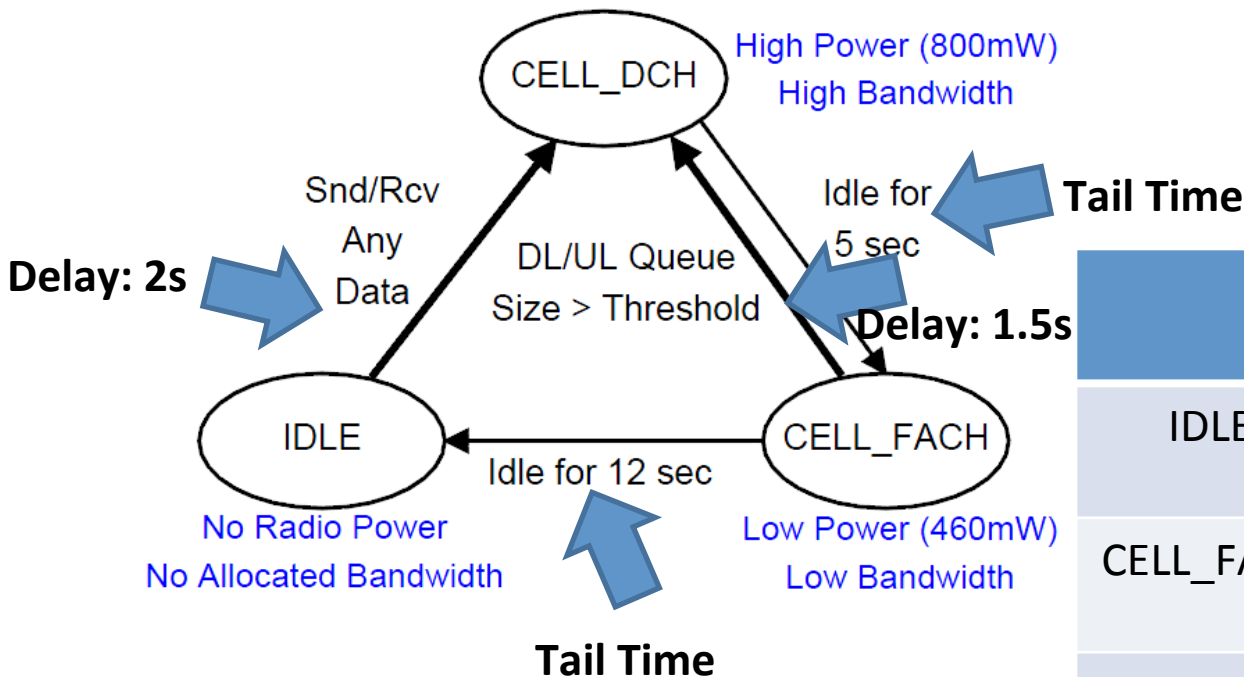 CELL_DCH
High Power (800mW)
High Bandwidth
Snd/Rcv
Any
Data
Delay: 2s
DL/UL Queue
Size > Threshold
Idle for
5 sec
Tail Time
Delay: 1.5s
IDLE
CELL_FACH
Idle for 12 sec
No Radio Power
No Allocated Bandwidth
Low Power (460mW)
Low Bandwidth
Tail Time
IDLE
CELL_FA